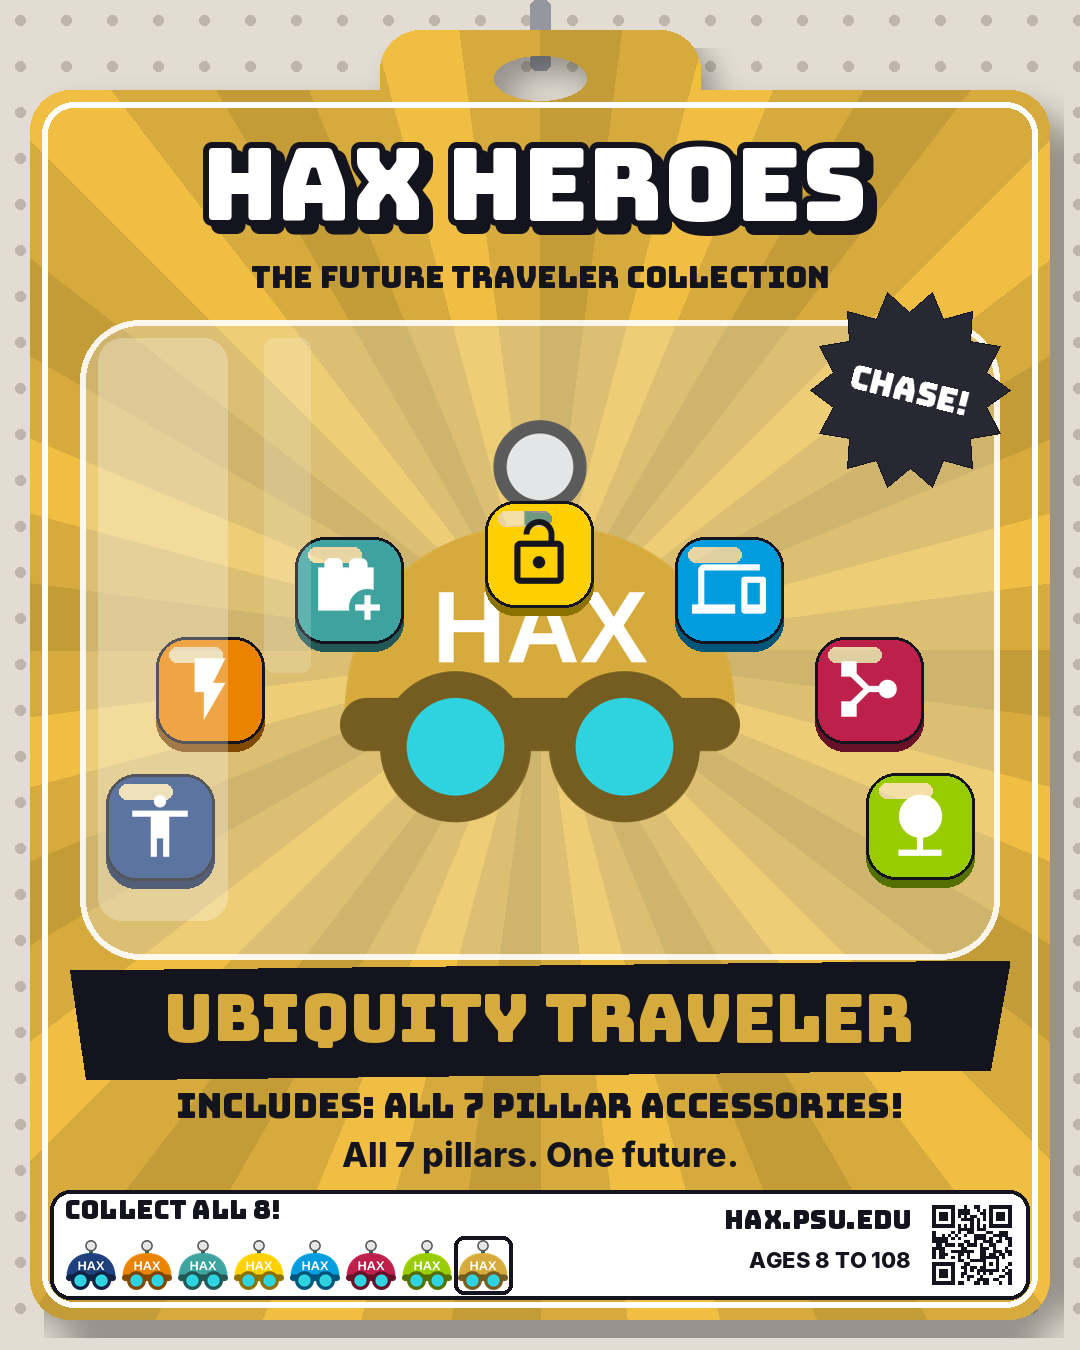 HAX HEROES
THE FUTURE TRAVELER COLLECTION
CHASE!
HAX
UBIQUITY TRAVELER
INCLUDES: ALL 7 PILLAR ACCESSORIES!
All 7 pillars. One future.
COLLECT ALL 8!
HAX HAX HAX HAX HAX HAX HAX HAX
HAX.PSU.EDU
AGES 8 TO 108